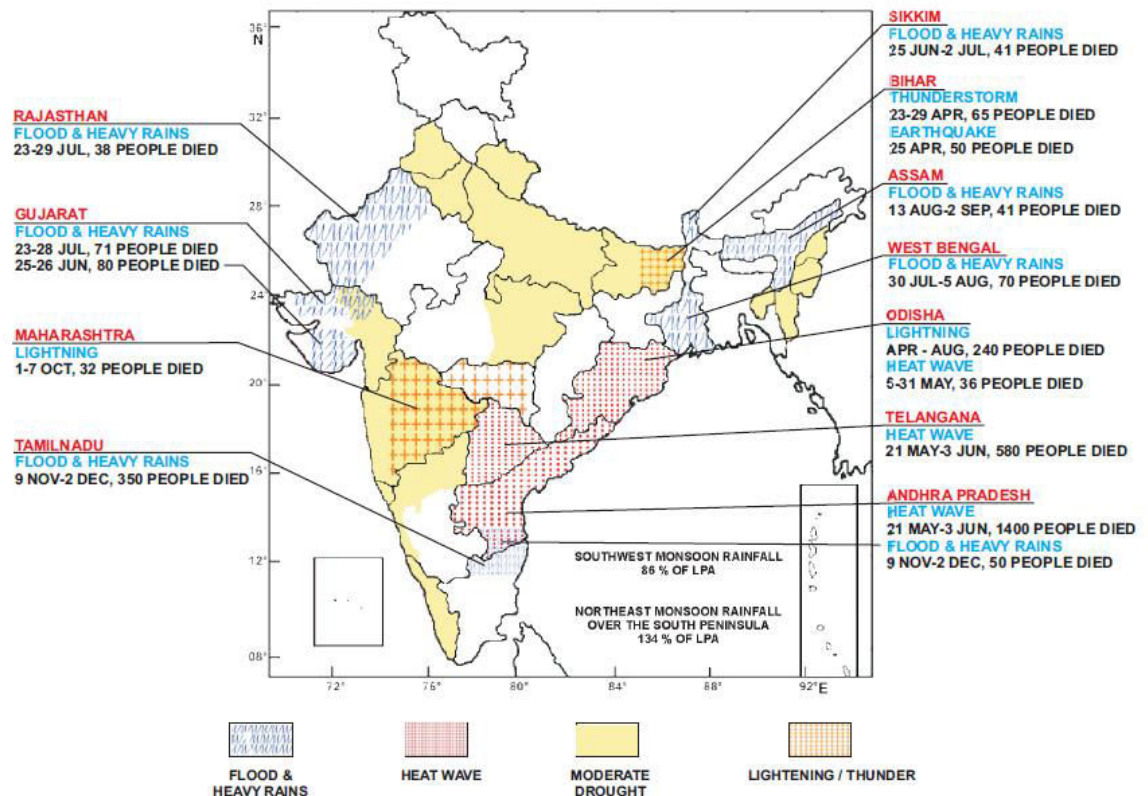 RAJASTHAN
FLOOD & HEAVY RAINS
23-29 JUL, 38 PEOPLE DIED
GUJARAT
FLOOD & HEAVY RAINS
23-28 JUL, 71 PEOPLE DIED
25-26 JUN, 80 PEOPLE DIED
MAHARASHTRA
LIGHTNING
1-7 OCT, 32 PEOPLE DIED
TAMILNADU
FLOOD & HEAVY RAINS
9 NOV-2 DEC, 350 PEOPLE DIED
36°
N
32°
28°
24°
20°
16°
12°
08°
72°
76°
80°
84°
88°
92°E
SOUTHWEST MONSOON RAINFALL
86 % OF LPA
NORTHEAST MONSOON RAINFALL
OVER THE SOUTH PENINSULA
134 % OF LPA
SIKKIM
FLOOD & HEAVY RAINS
25 JUN-2 JUL, 41 PEOPLE DIED
BIHAR
THUNDERSTORM
23-29 APR, 65 PEOPLE DIED
EARTHQUAKE
25 APR, 50 PEOPLE DIED
ASSAM
FLOOD & HEAVY RAINS
13 AUG-2 SEP, 41 PEOPLE DIED
WEST BENGAL
FLOOD & HEAVY RAINS
30 JUL-5 AUG, 70 PEOPLE DIED
ODISHA
LIGHTNING
APR - AUG, 240 PEOPLE DIED
HEAT WAVE
5-31 MAY, 36 PEOPLE DIED
TELANGANA
HEAT WAVE
21 MAY-3 JUN, 580 PEOPLE DIED
ANDHRA PRADESH
HEAT WAVE
21 MAY-3 JUN, 1400 PEOPLE DIED
FLOOD & HEAVY RAINS
9 NOV-2 DEC, 50 PEOPLE DIED
FLOOD &
HEAVY RAINS
HEAT WAVE
MODERATE
DROUGHT
LIGHTENING / THUNDER